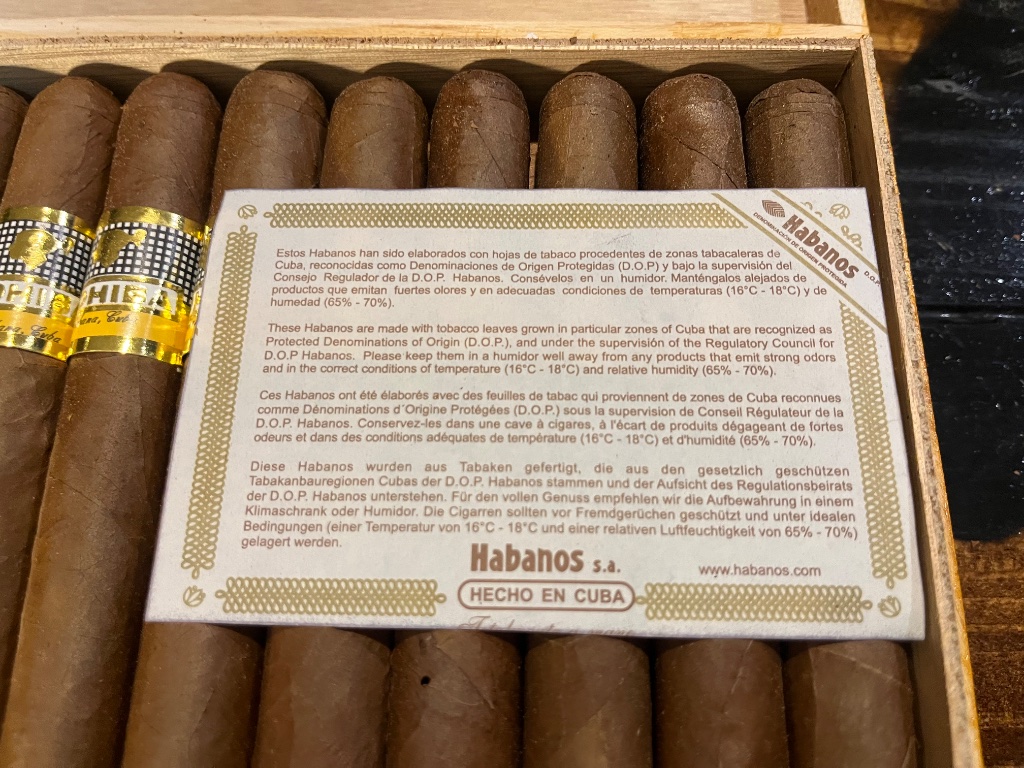 Habanos
DENOMINACIÓN DE ORIGEN PROTEGIDA
D.O.P.
Estos Habanos han sido elaborados con hojas de tabaco procedentes de zonas tabacaleras de
Cuba, reconocidas como Denominaciones de Origen Protegidas (D.O.P) y bajo la supervisión del
Consejo Regulador de la D.O.P. Habanos. Consévelos en un humidor. Manténgalos alejados de
productos que emitan fuertes olores y en adecuadas condiciones de temperaturas (16°C - 18°C) y de
humedad (65% - 70%).
These Habanos are made with tobacco leaves grown in particular zones of Cuba that are recognized as
Protected Denominations of Origin (D.O.P.), and under the supervisión of the Regulatory Council for
D.O.P Habanos. Please keep them in a humidor well away from any products that emit strong odors
and in the correct conditions of temperature (16°C - 18°C) and relative humidity (65% - 70%).
Ces Habanos ont été élaborés avec des feuilles de tabac qui proviennent de zones de Cuba reconnues
comme Dénominations d´Origine Protégées (D.O.P.) sous la supervision de Conseil Régulateur de la
D.O.P. Habanos. Conservez-les dans une cave à cigares, à l'écart de produits dégageant de fortes
odeurs et dans des conditions adéquates de température (16°C - 18°C) et d'humidité (65% - 70%).
Diese Habanos wurden aus Tabaken gefertigt, die aus den gesetzlich geschützten
Tabakanbauregionen Cubas der D.O.P. Habanos stammen und der Aufsicht des Regulationsbeirats
der D.O.P. Habanos unterstehen. Für den vollen Genuss empfehlen wir die Aufbewahrung in einem
Klimaschrank oder Humidor. Die Cigarren sollten vor Fremdgerüchen geschützt und unter idealen
Bedingungen (einer Temperatur von 16°C - 18°C und einer relativen Luftfeuchtigkeit von 65% - 70%)
gelagert werden.
Habanos s.a.
www.habanos.com
HECHO EN CUBA
HIBA
Cuba